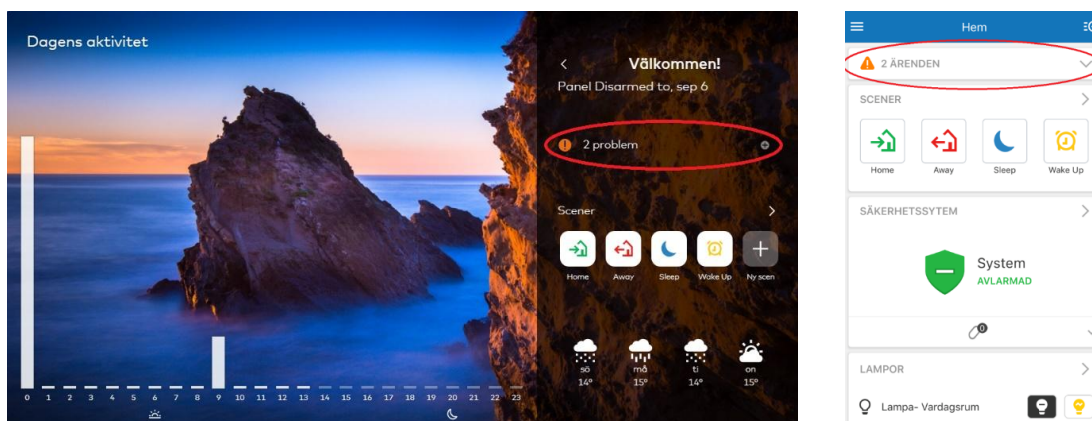 Dagens aktivitet
Välkommen!
Panel Disarmed to, sep 6
2 problem
Scener
Home Away Sleep Wake Up Ny scen
sö må ti on
14° 15° 14° 15°
0 1 2 3 4 5 6 7 8 9 10 11 12 13 14 15 16 17 18 19 20 21 22 23
Hem
2 ÄRENDEN
SCENER
Home Away Sleep Wake Up
SÄKERHETSSYTEM
System
AVLARMAD
0
LAMPOR
Lampa- Vardagsrum